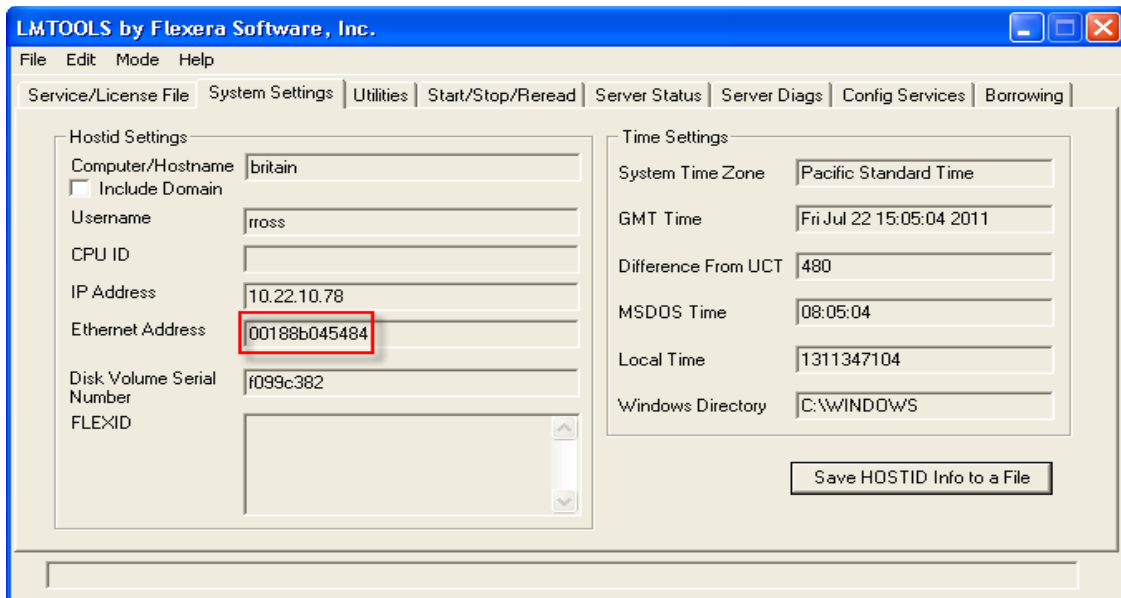 LMTOOLS by Flexera Software, Inc.
File Edit Mode Help
Service/License File System Settings Utilities Start/Stop/Reread Server Status Server Diags Config Services Borrowing
Hostid Settings
Computer/Hostname britain
Include Domain
Username rross
CPU ID
IP Address 10.22.10.78
Ethernet Address 00188b045484
Disk Volume Serial
Number f099c382
FLEXID
Time Settings
System Time Zone Pacific Standard Time
GMT Time Fri Jul 22 15:05:04 2011
Difference From UCT 480
MSDOS Time 08:05:04
Local Time 1311347104
Windows Directory C:\WINDOWS
Save HOSTID Info to a File